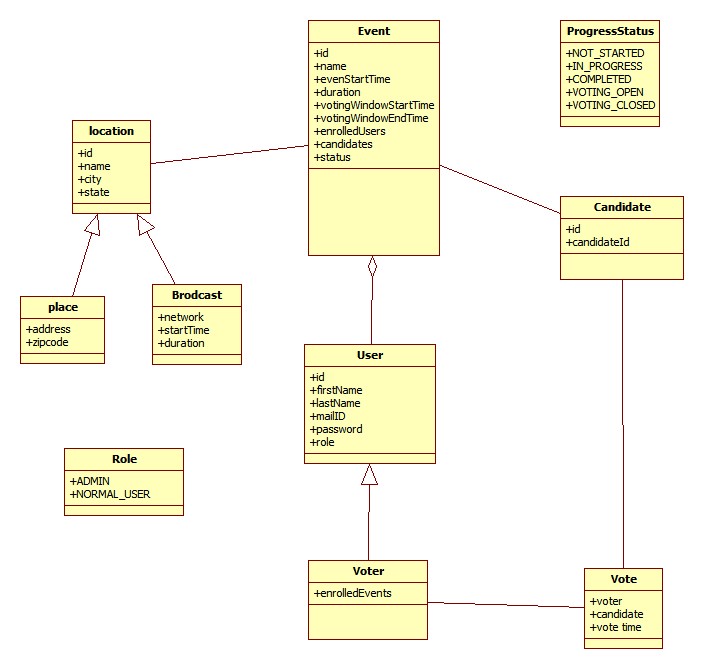 Event
+id
+name
+evenStartTime
+duration
+votingWindowStartTime
+votingWindowEndTime
+enrolledUsers
+candidates
+status
ProgressStatus
+NOT_STARTED
+IN_PROGRESS
+COMPLETED
+VOTING_OPEN
+VOTING_CLOSED
location
+id
+name
+city
+state
Candidate
+id
+candidateId
place
+address
+zipcode
Brodcast
+network
+startTime
+duration
User
+id
+firstName
+lastName
+mailID
+password
+role
Role
+ADMIN
+NORMAL_USER
Voter
+enrolledEvents
Vote
+voter
+candidate
+vote time